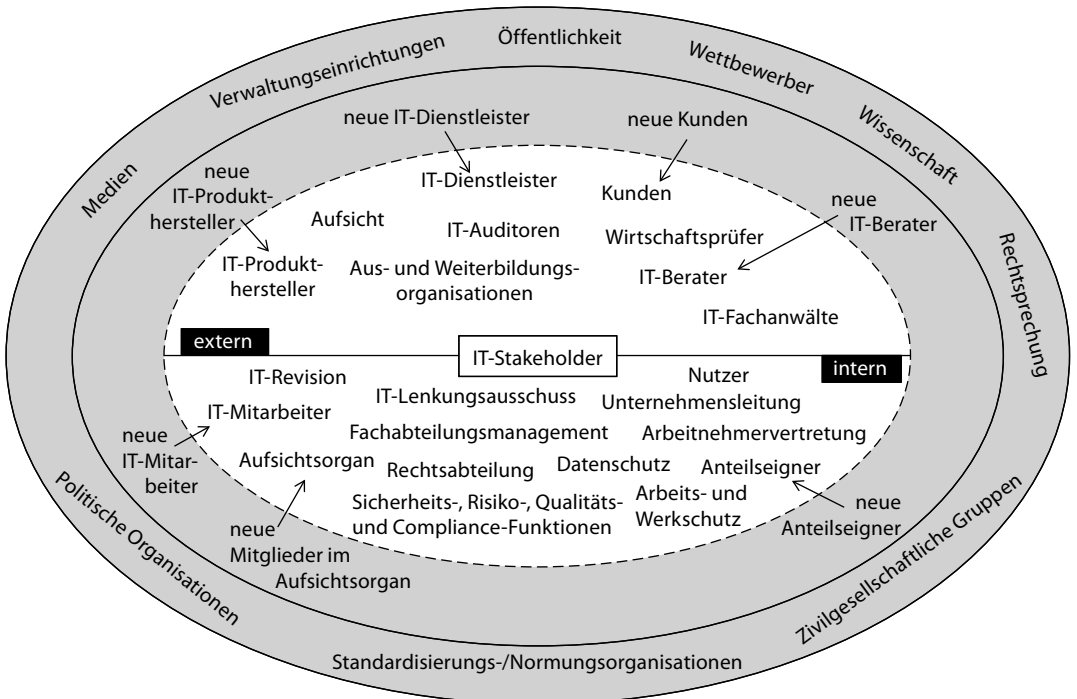 Öffentlichkeit
Verwaltungseinrichtungen
Wettbewerber
Medien
Wissenschaft
Rechtsprechung
neue IT-Dienstleister
neue Kunden
neue
IT-Produkt-
hersteller
neue
IT-Berater
IT-Dienstleister
Kunden
Aufsicht
IT-Auditoren
Wirtschaftsprüfer
IT-Produkt-
hersteller
Aus- und Weiterbildungs-
organisationen
IT-Berater
IT-Fachanwälte
extern
IT-Stakeholder
intern
IT-Revision
Nutzer
IT-Lenkungsausschuss
Unternehmensleitung
IT-Mitarbeiter
Fachabteilungsmanagement
Arbeitnehmervertretung
neue
IT-Mitar-
beiter
Aufsichtsorgan
Rechtsabteilung
Datenschutz
Anteilseigner
Sicherheits-, Risiko-, Qualitäts-
und Compliance-Funktionen
Arbeits- und
Werkschutz
neue
Anteilseigner
neue
Mitglieder im
Aufsichtsorgan
Politische Organisationen
Zivilgesellschaftliche Gruppen
Standardisierungs-/Normungsorganisationen